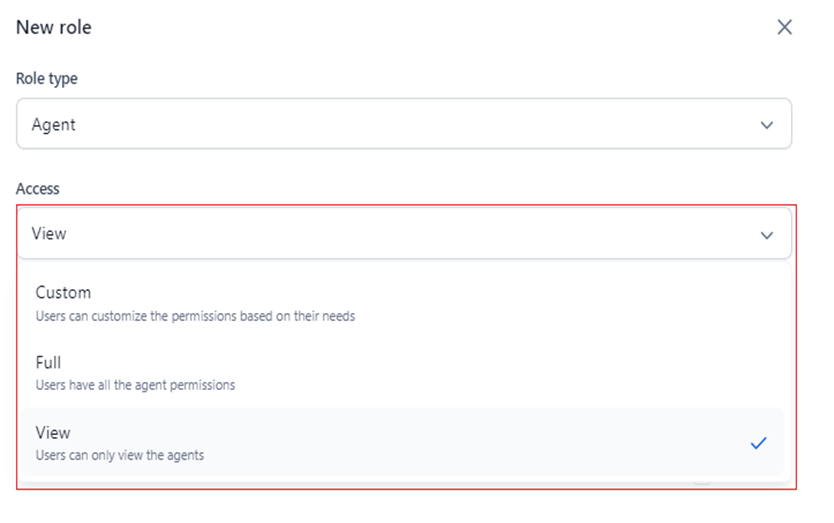 New role
Role type
Agent
Access
View
Custom
Users can customize the permissions based on their needs
Full
Users have all the agent permissions
View
Users can only view the agents